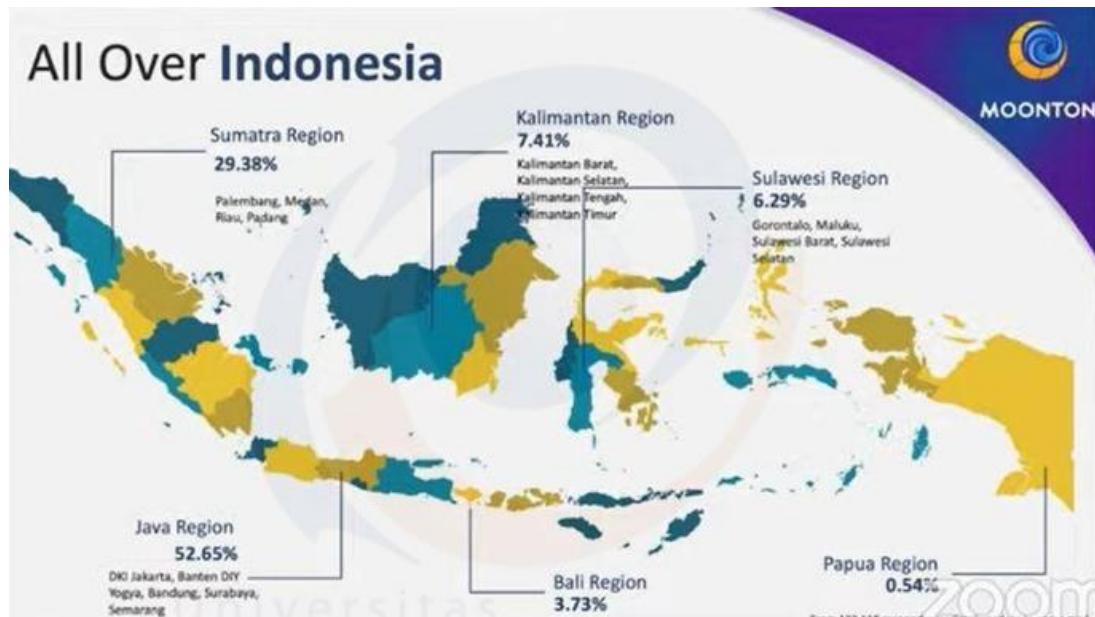 All Over Indonesia
MOONTON
Sumatra Region
29.38%
Palembang, Medan,
Riau, Padang
Kalimantan Region
7.41%
Kalimantan Barat,
Kalimantan Selatan,
Kalimantan Tengah,
Kalimantan Timur
Sulawesi Region
6.29%
Gorontalo, Maluku,
Sulawesi Barat, Sulawesi
Selatan
Java Region
52.65%
DKI Jakarta, Banten DIY
Yogya, Bandung, Surabaya,
Semarang
Bali Region
3.73%
Papua Region
0.54%
zoom
Universitas